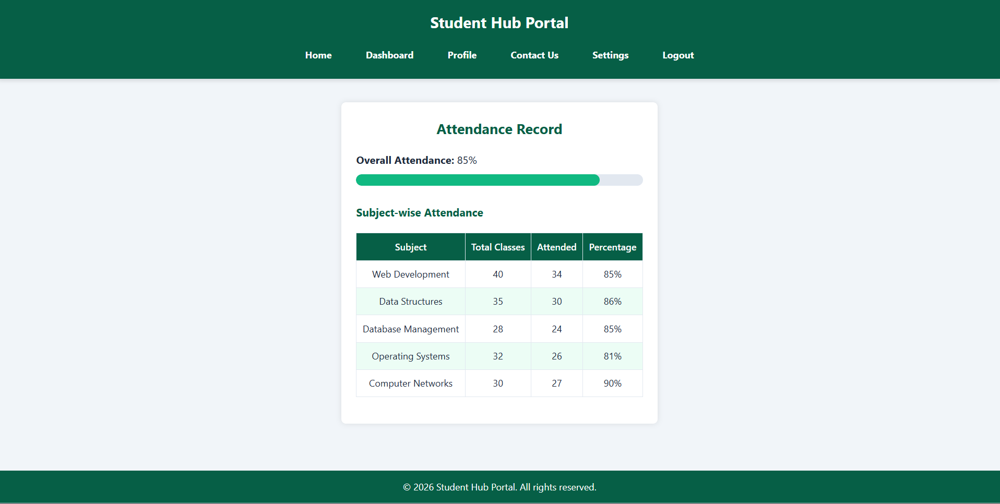 Student Hub Portal
Home Dashboard Profile Contact Us Settings Logout
Attendance Record
Overall Attendance: 85%
Subject-wise Attendance
Subject Total Classes Attended Percentage
Web Development 40 34 85%
Data Structures 35 30 86%
Database Management 28 24 85%
Operating Systems 32 26 81%
Computer Networks 30 27 90%
© 2026 Student Hub Portal. All rights reserved.